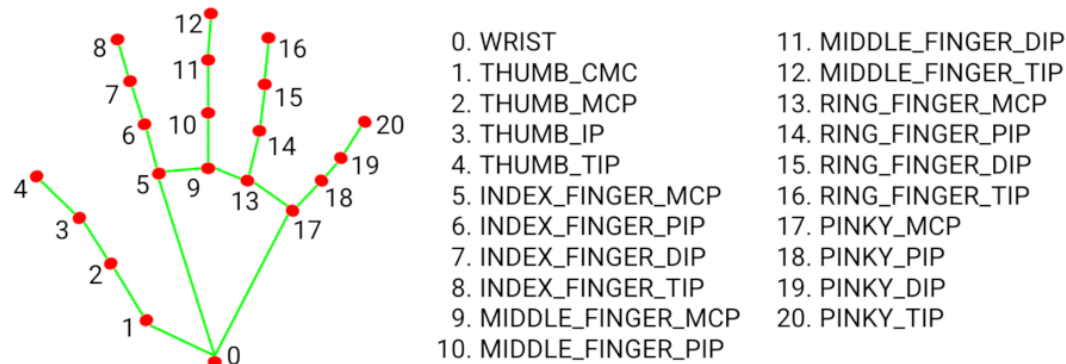 12
8
16
11
7
15
6
10
20
14
19
4
5
9
13
18
3
17
2
1
0
0. WRIST
1. THUMB_CMC
2. THUMB_MCP
3. THUMB_IP
4. THUMB_TIP
5. INDEX_FINGER_MCP
6. INDEX_FINGER_PIP
7. INDEX_FINGER_DIP
8. INDEX_FINGER_TIP
9. MIDDLE_FINGER_MCP
10. MIDDLE_FINGER_PIP
11. MIDDLE_FINGER_DIP
12. MIDDLE_FINGER_TIP
13. RING_FINGER_MCP
14. RING_FINGER_PIP
15. RING_FINGER_DIP
16. RING_FINGER_TIP
17. PINKY_MCP
18. PINKY_PIP
19. PINKY_DIP
20. PINKY_TIP